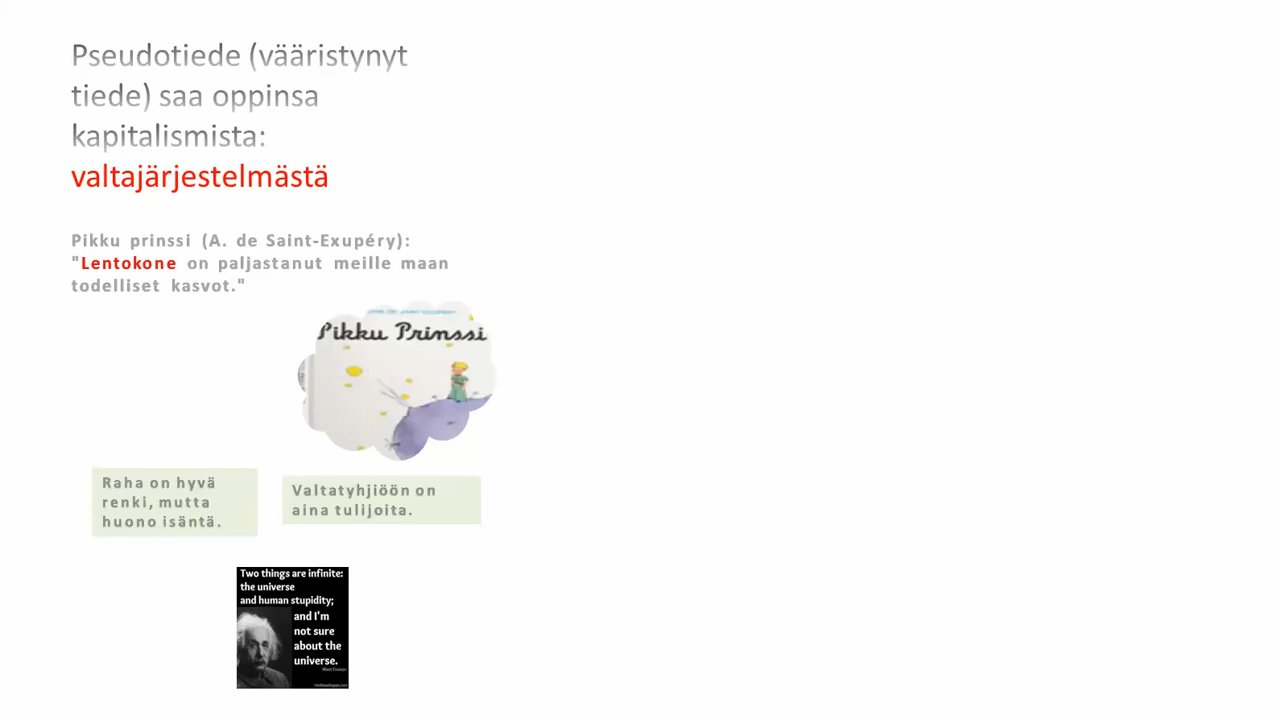 Pseudotiede (vääristynyt
tiede) saa oppinsa
kapitalismista:
valtajärjestelmästä
Pikku prinssi (A. de Saint-Exupéry):
"Lentokone on paljastanut meille maan
todelliset kasvot."
Pikku Prinssi
Raha on hyvä
renki, mutta
huono isäntä.
Valtatyhjiöön on
aina tulijoita.
Two things are infinite:
the universe
and human stupidity;
and I'm
not sure
about the
universe.
Albert Einstein